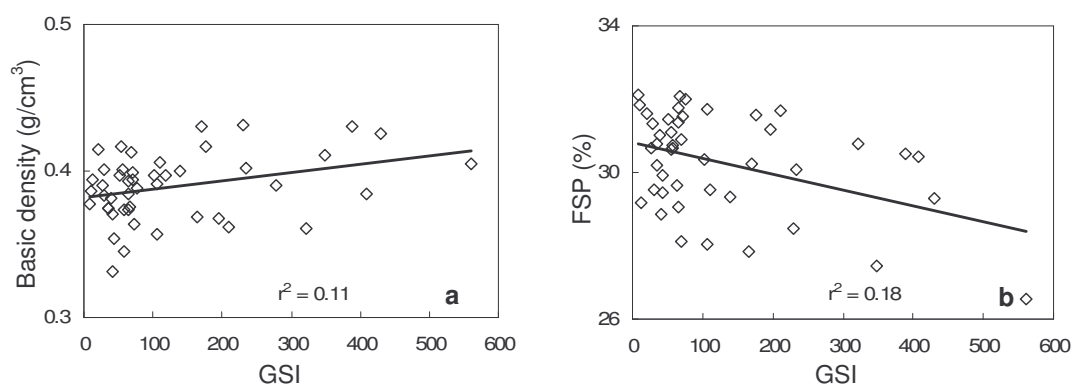 0.5
0.4
0.3
Basic density (g/cm³)
0 100 200 300 400 500 600
GSI
r² = 0.11
a
34
30
26
FSP (%)
0 100 200 300 400 500 600
GSI
r² = 0.18
b